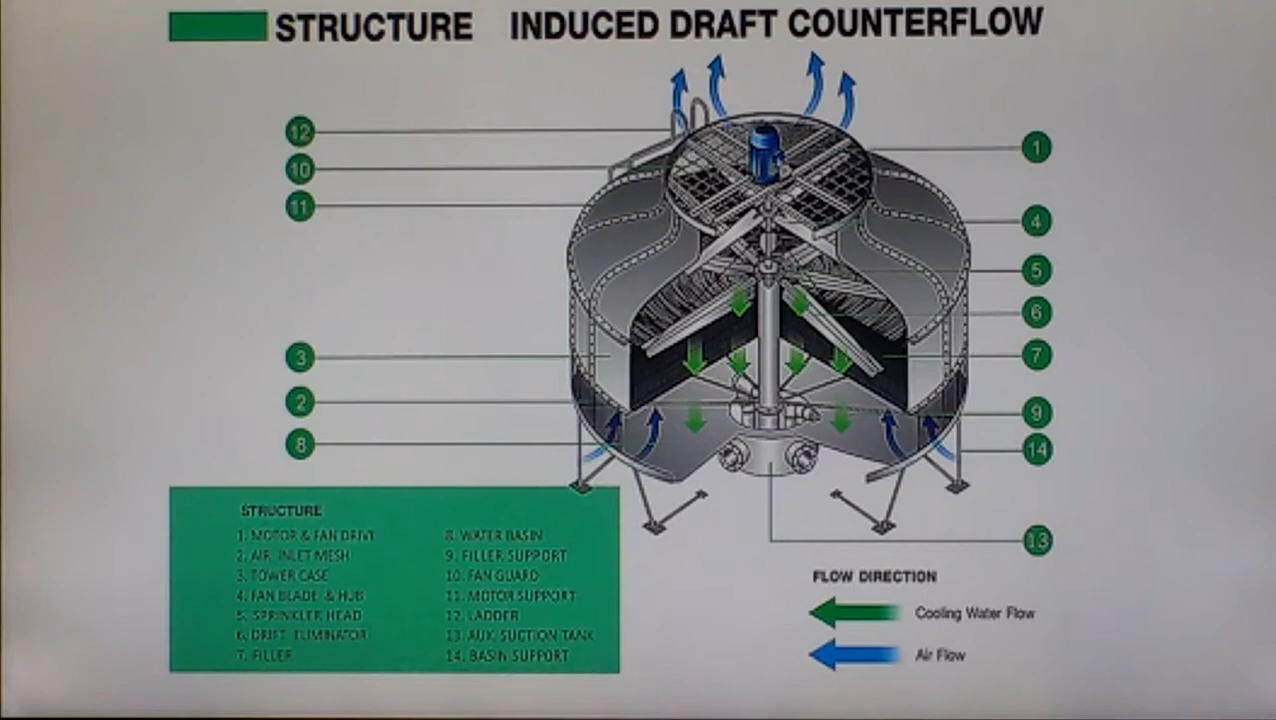 STRUCTURE INDUCED DRAFT COUNTERFLOW
12
10
11
3
2
8
1
4
5
6
7
9
14
13
STRUCTURE
1. MOTOR & FAN DRIVE
2. AIR INLET MESH
3. TOWER CASE
4. FAN BLADE & HUB
5. SPRINKLER HEAD
6. DRIFT ELIMINATOR
7. FILLER
8. WATER BASIN
9. FILLER SUPPORT
10. FAN GUARD
11. MOTOR SUPPORT
12. LADDER
13. AUX. SUCTION TANK
14. BASIN SUPPORT
FLOW DIRECTION
Cooling Water Flow
Air Flow